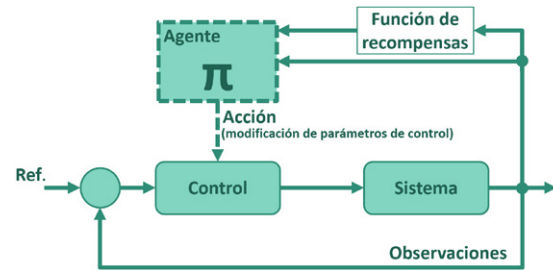 Agente
π
Función de
recompensas
Acción
(modificación de parámetros de control)
Ref.
Control
Sistema
Observaciones